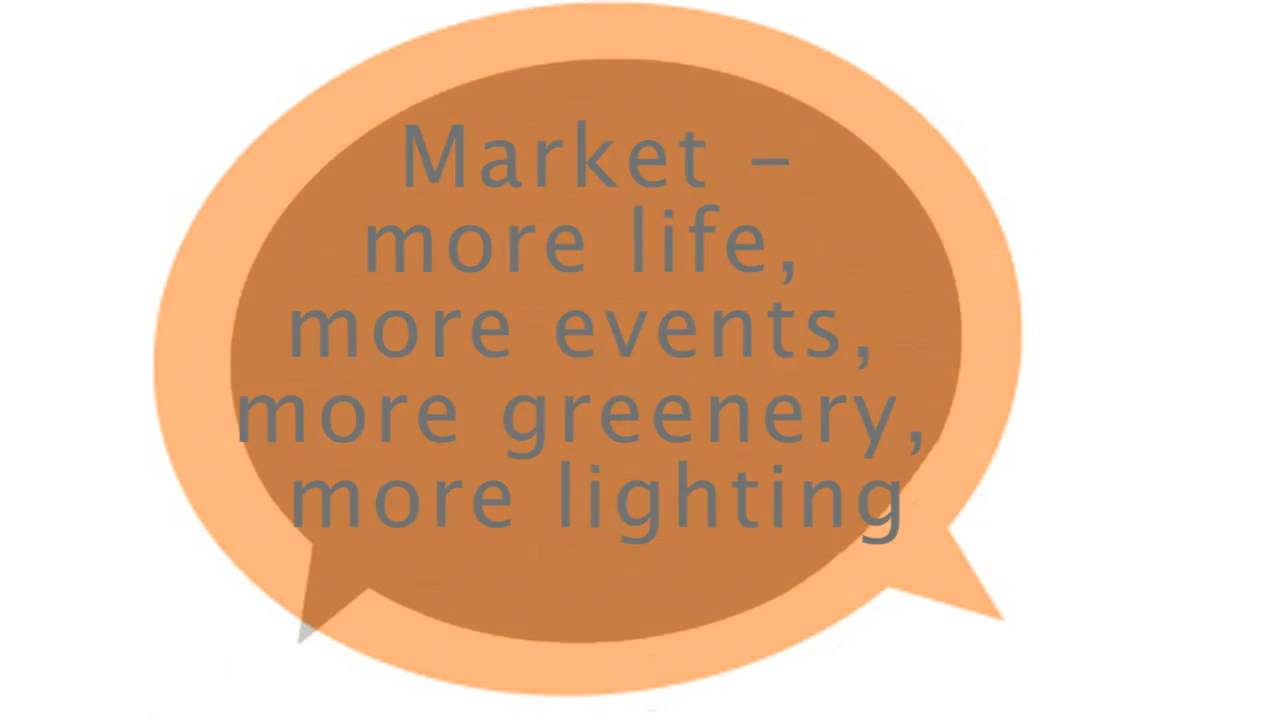 Market –
more life,
more events,
more greenery,
more lighting